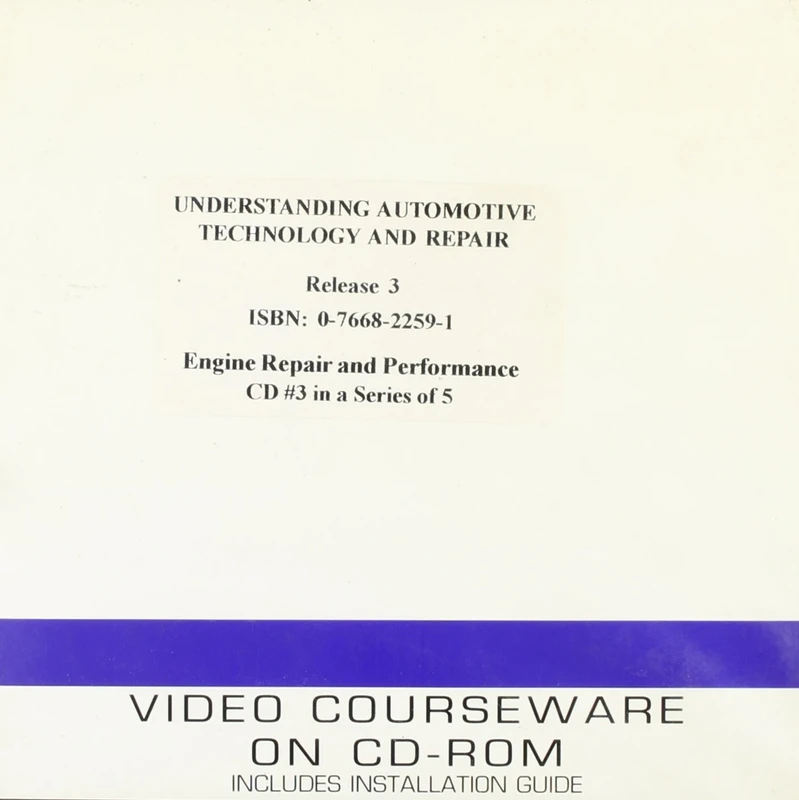 UNDERSTANDING AUTOMOTIVE
TECHNOLOGY AND REPAIR
Release 3
ISBN: 0-7668-2259-1
Engine Repair and Performance
CD #3 in a Series of 5
VIDEO COURSEWARE
ON CD-ROM
INCLUDES INSTALLATION GUIDE